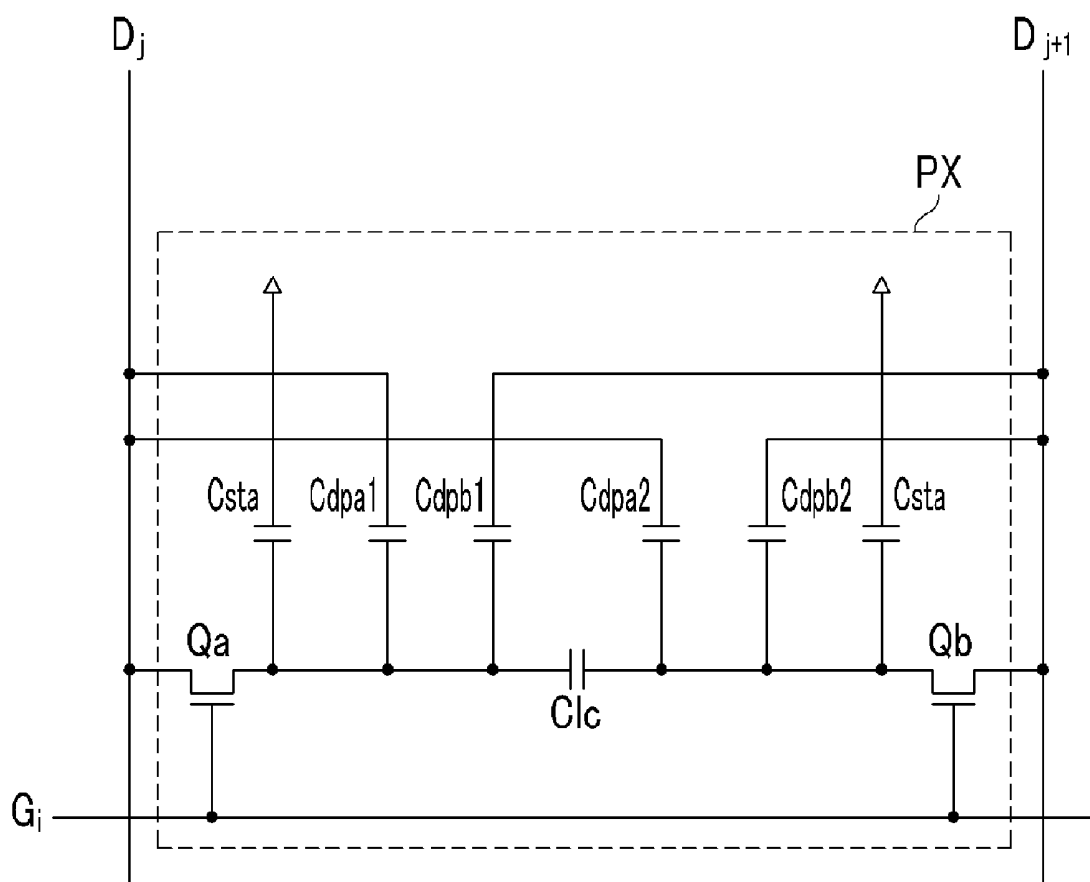 Dj
Dj+1
PX
Csta
Cdpa1
Cdpb1
Cdpa2
Cdpb2
Csta
Qa
Qb
Clc
Gi